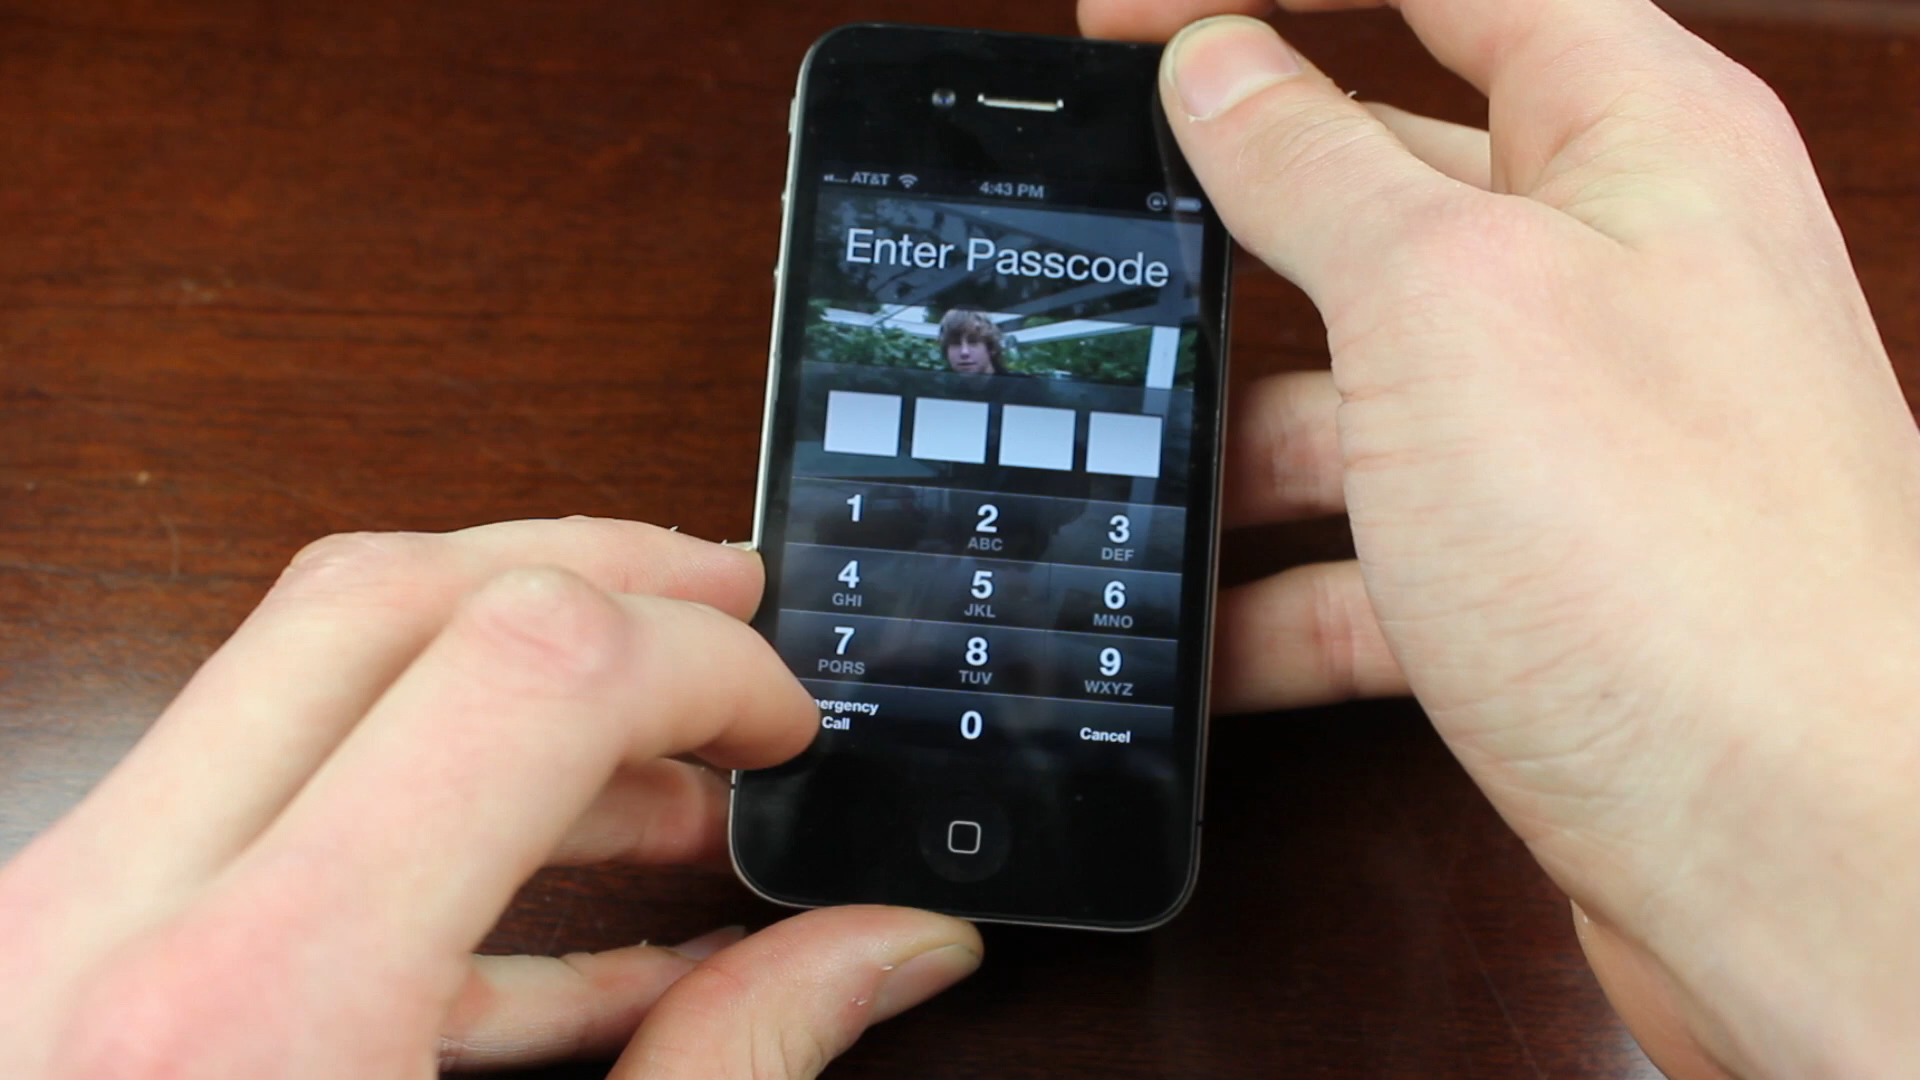 AT&T 4:43 PM
Enter Passcode
1 2 3
ABC DEF
4 5 6
GHI JKL MNO
7 8 9
PQRS TUV WXYZ
ergency
Call 0 Cancel